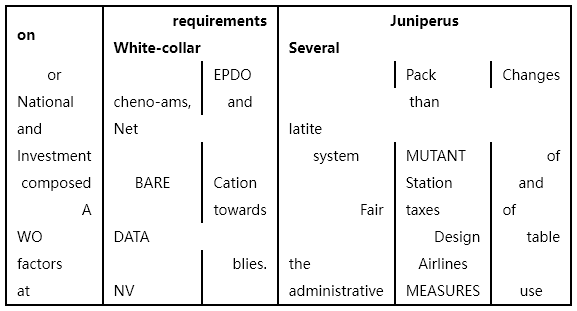 on requirements Juniperus
White-collar Several
or EPDO Pack Changes
National cheno-ams, and than
and Net latite
Investment system MUTANT of
composed BARE Cation Station and
A towards Fair taxes of
WO DATA Design table
factors blies. the Airlines
at NV administrative MEASURES use